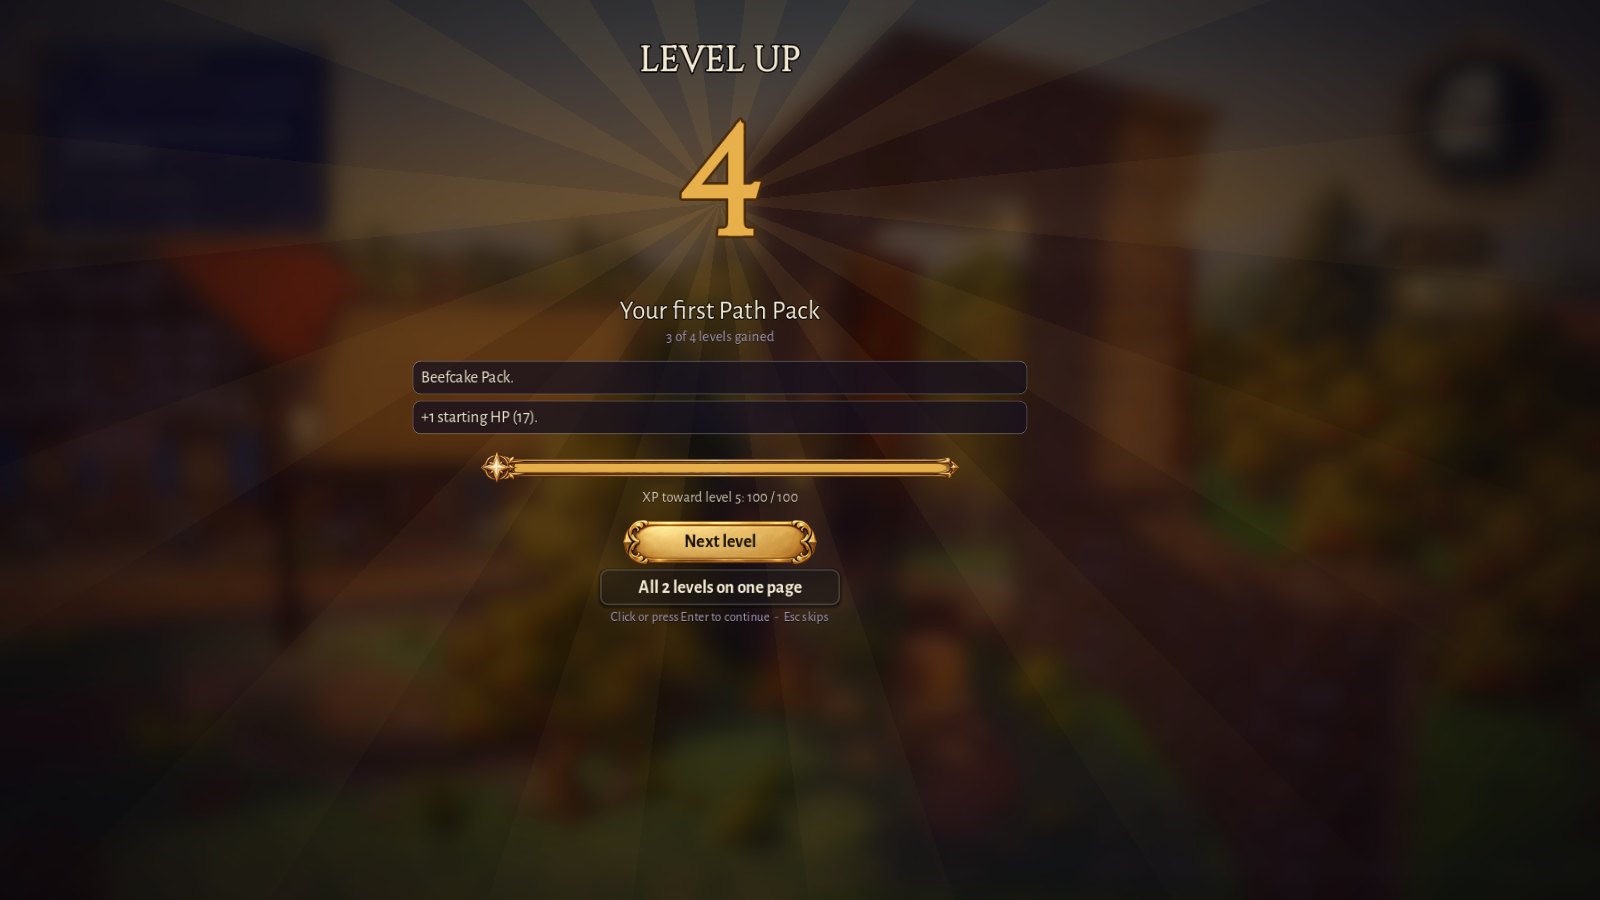 LEVEL UP
4
Your first Path Pack
3 of 4 levels gained
Beefcake Pack.
+1 starting HP (17).
XP toward level 5: 100 / 100
Next level
All 2 levels on one page
Click or press Enter to continue - Esc skips